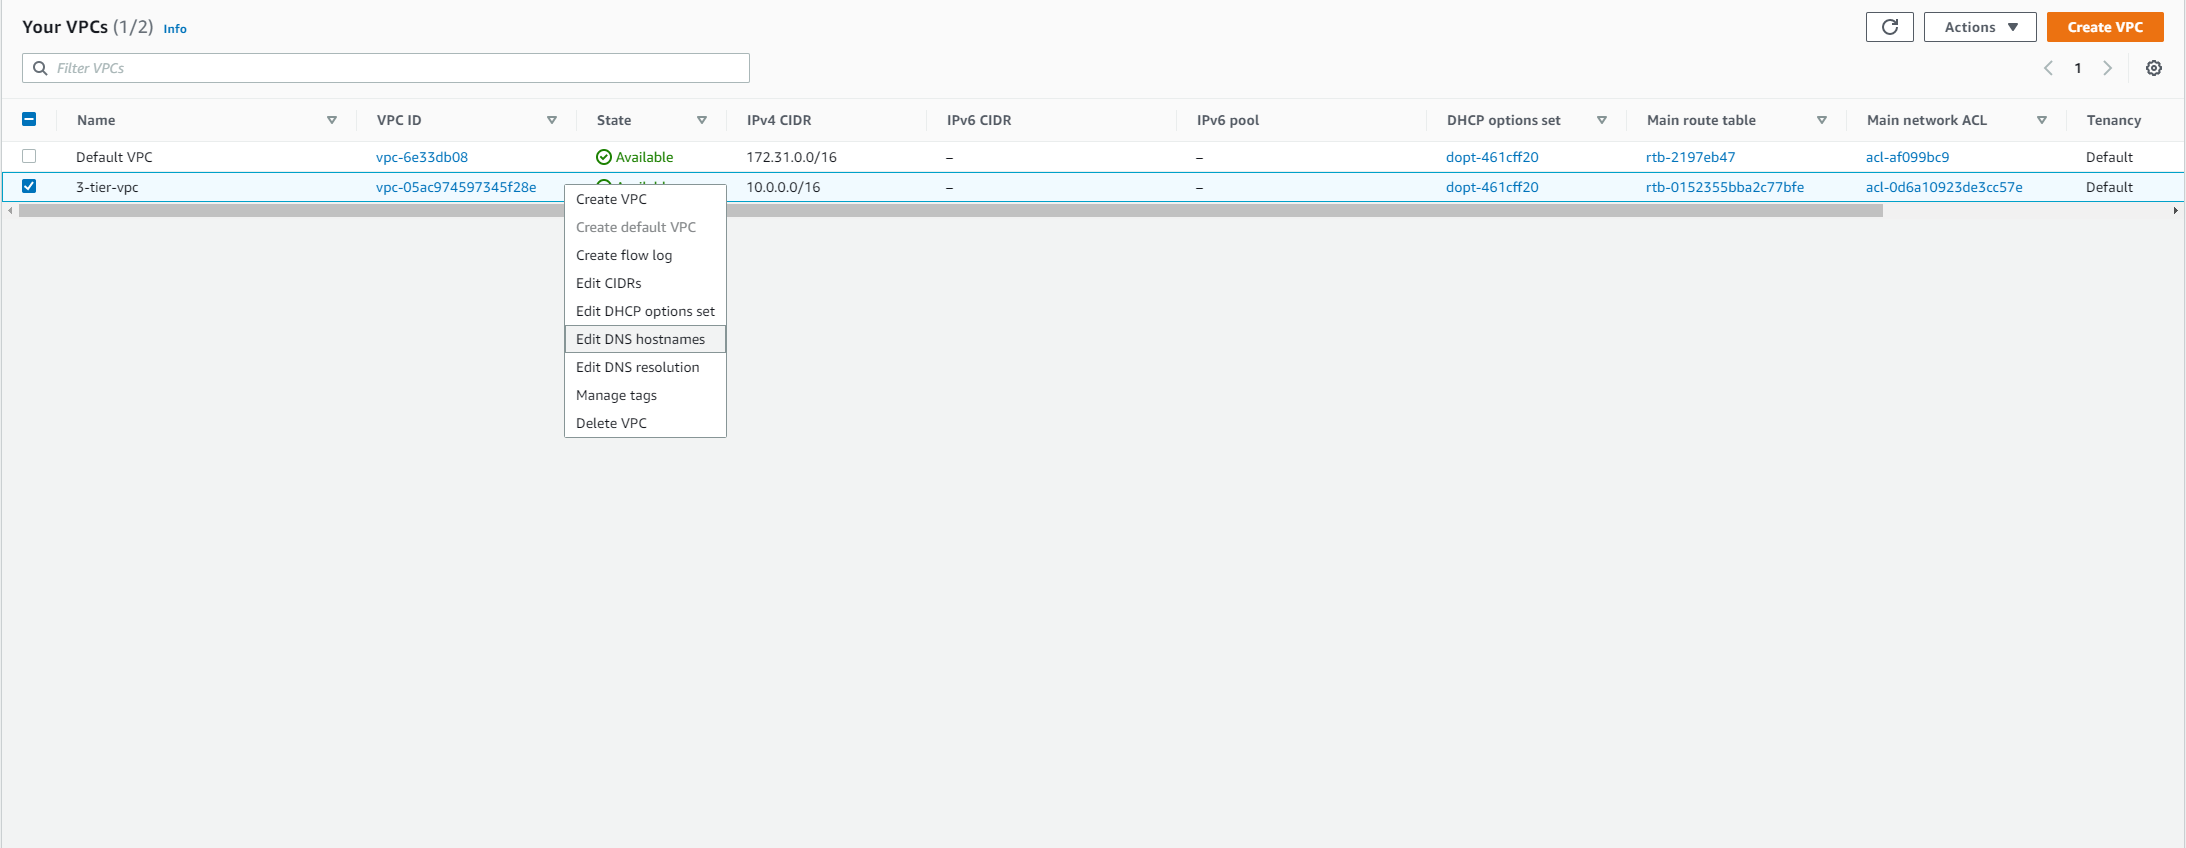 Your VPCs (1/2) Info
Actions
Create VPC
Filter VPCs
1
Name VPC ID State IPv4 CIDR IPv6 CIDR IPv6 pool DHCP options set Main route table Main network ACL Tenancy
Default VPC vpc-6e33db08 Available 172.31.0.0/16 – – dopt-461cff20 rtb-2197eb47 acl-af099bc9 Default
3-tier-vpc vpc-05ac974597345f28e 10.0.0.0/16 – – dopt-461cff20 rtb-0152355bba2c77bfe acl-0d6a10923de3cc57e Default
Create VPC
Create default VPC
Create flow log
Edit CIDRs
Edit DHCP options set
Edit DNS hostnames
Edit DNS resolution
Manage tags
Delete VPC